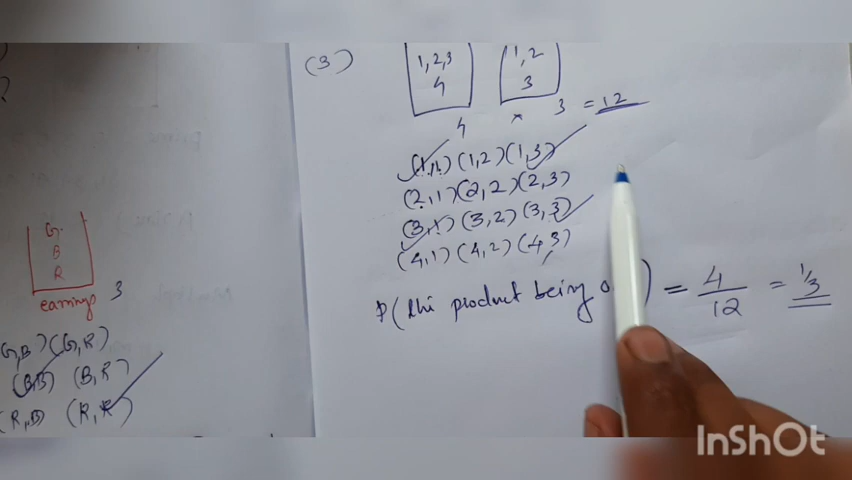 (3)
1,2,3 1,2
4 3
4 × 3 = 12
(1,1) (1,2) (1,3)
(2,1) (2,2) (2,3)
(3,1) (3,2) (3,3)
(4,1) (4,2) (4,3)
P( the product being ) = 4/12 = 1/3
G
B
R
earrings 3
(G,B) (G,R)
(B,B) (B,R)
(R,B) (R,R)
InShOt